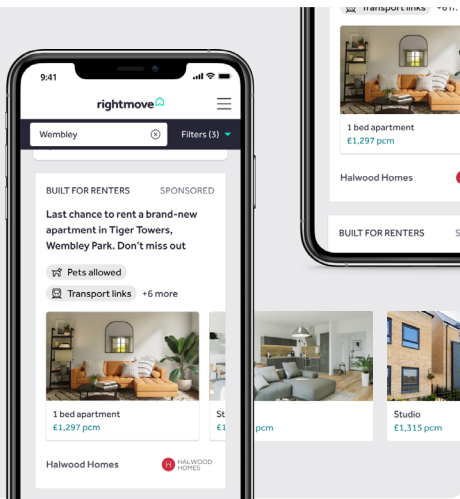 9:41
rightmove
Wembley
Filters (3)
BUILT FOR RENTERS
SPONSORED
Last chance to rent a brand-new
apartment in Tiger Towers,
Wembley Park. Don't miss out
Pets allowed
Transport links
+6 more
1 bed apartment
£1,297 pcm
St
£1
pcm
Studio
£1,315 pcm
Halwood Homes
HALWOOD
HOMES
Transport links
1 bed apartment
£1,297 pcm
Halwood Homes
BUILT FOR RENTERS
S